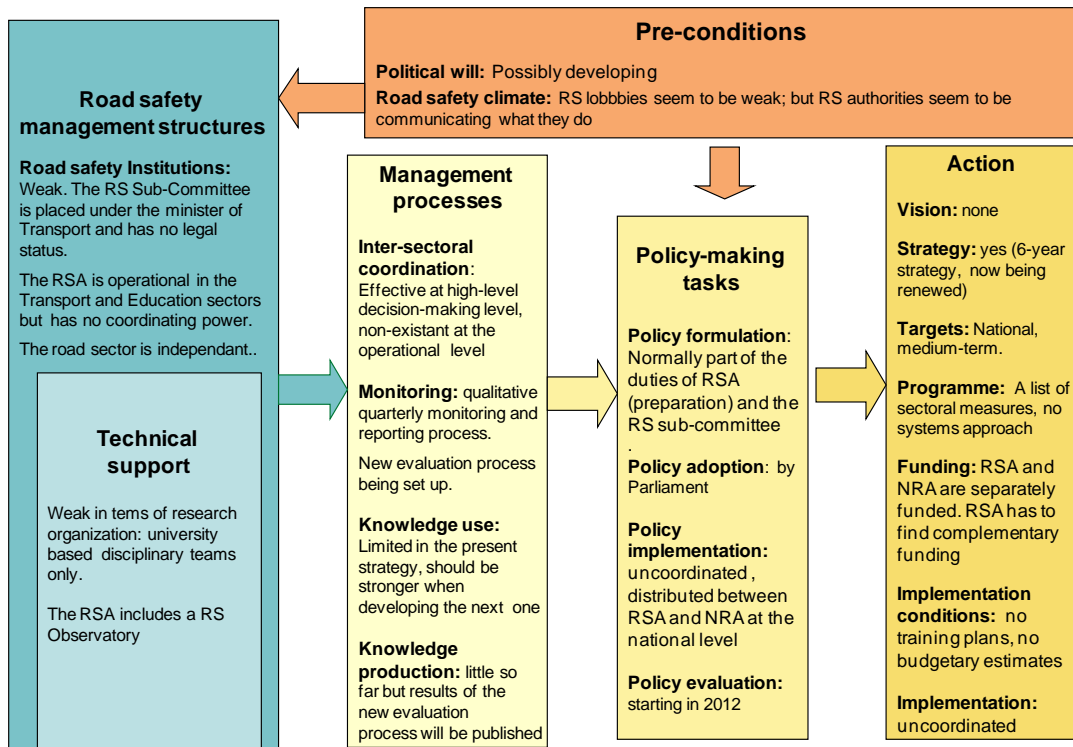 Pre-conditions
Political will: Possibly developing
Road safety climate: RS lobbbies seem to be weak; but RS authorities seem to be
communicating what they do
Road safety
management structures
Road safety Institutions:
Weak. The RS Sub-Committee
is placed under the minister of
Transport and has no legal
status.
The RSA is operational in the
Transport and Education sectors
but has no coordinating power.
The road sector is independant..
Technical
support
Weak in tems of research
organization: university
based disciplinary teams
only.
The RSA includes a RS
Observatory
Management
processes
Inter-sectoral
coordination:
Effective at high-level
decision-making level,
non-existant at the
operational level
Monitoring: qualitative
quarterly monitoring and
reporting process.
New evaluation process
being set up.
Knowledge use:
Limited in the present
strategy, should be
stronger when
developing the next one
Knowledge
production: little so
far but results of the
new evaluation
process will be published
Policy-making
tasks
Policy formulation:
Normally part of the
duties of RSA
(preparation) and the
RS sub-committee
.
Policy adoption: by
Parliament
Policy
implementation:
uncoordinated ,
distributed between
RSA and NRA at the
national level
Policy evaluation:
starting in 2012
Action
Vision: none
Strategy: yes (6-year
strategy, now being
renewed)
Targets: National,
medium-term.
Programme: A list of
sectoral measures, no
systems approach
Funding: RSA and
NRA are separately
funded. RSA has to
find complementary
funding
Implementation
conditions: no
training plans, no
budgetary estimates
Implementation:
uncoordinated